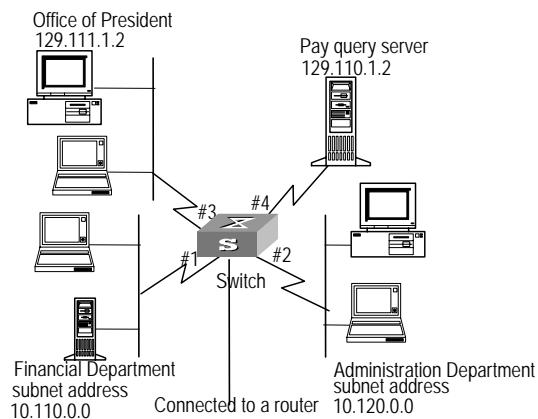 Office of President
129.111.1.2
Pay query server
129.110.1.2
#3
#4
#1
#2
S
Switch
Financial Department
subnet address
10.110.0.0
Connected to a router
Administration Department
subnet address
10.120.0.0